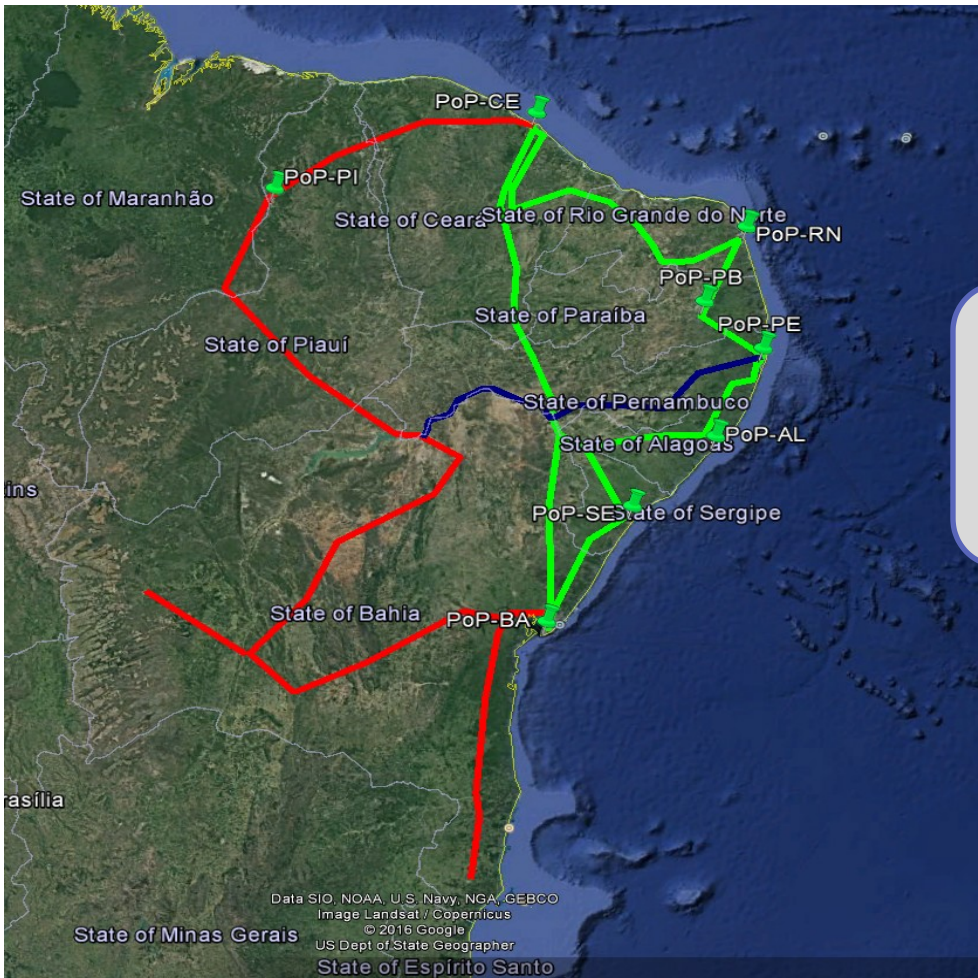 PoP-CE
PoP-PI
State of Maranhão
State of Ceará
State of Rio Grande do Norte
PoP-RN
PoP-PB
State of Paraíba
PoP-PE
State of Piauí
State of Pernambuco
PoP-AL
State of Alagoas
PoP-SE
State of Sergipe
State of Bahia
PoP-BA
Data SIO, NOAA, U.S. Navy, NGA, GEBCO
Image Landsat / Copernicus
© 2016 Google
US Dept of State Geographer
State of Minas Gerais
State of Espírito Santo
ins
rasília